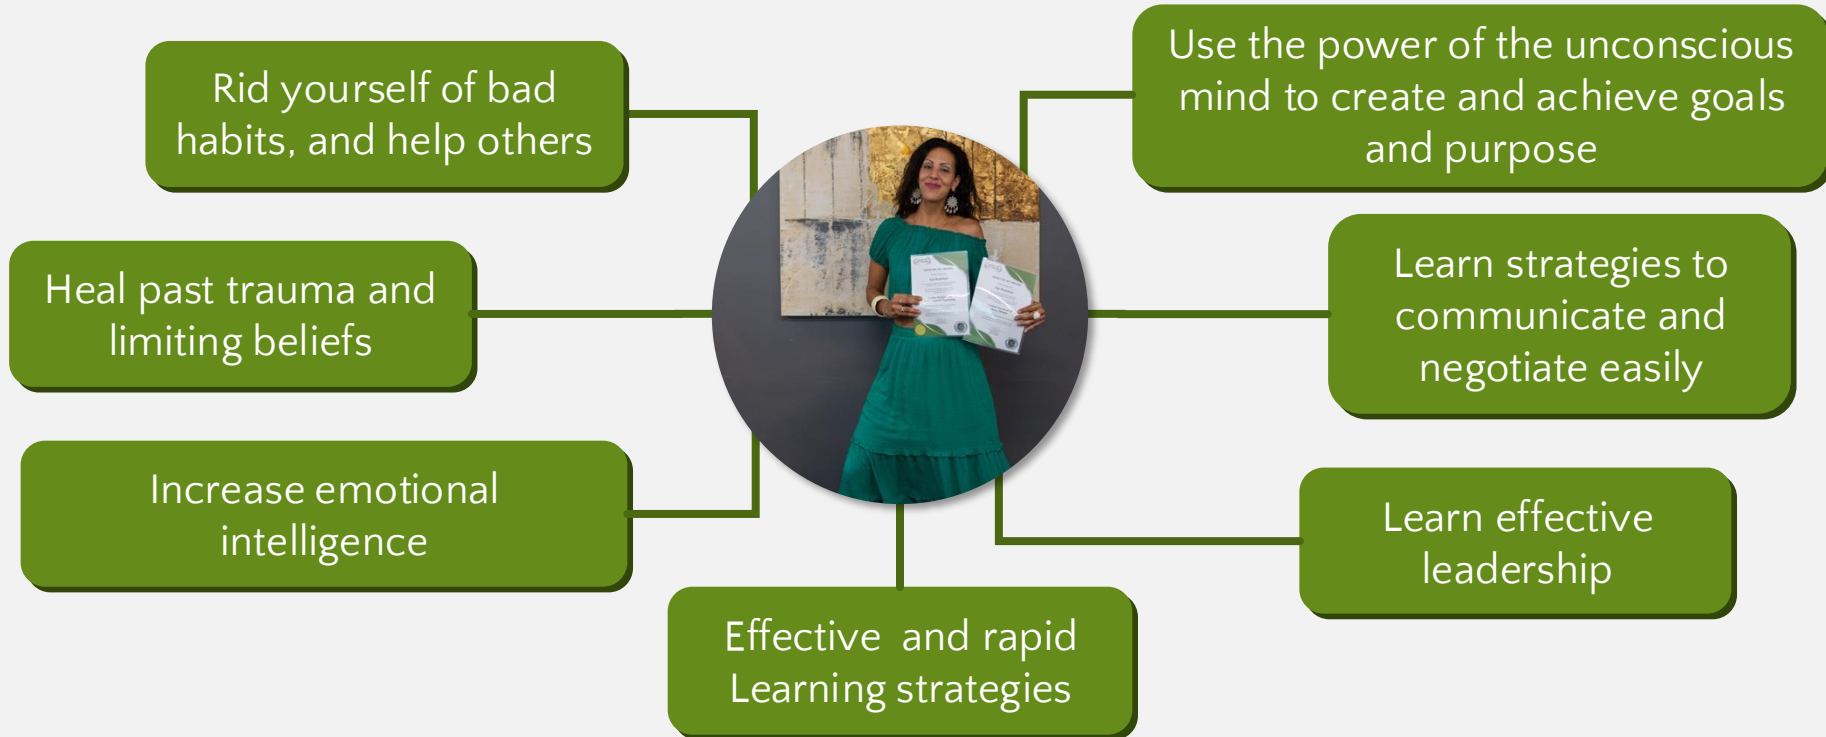 Rid yourself of bad
habits, and help others
Use the power of the unconscious
mind to create and achieve goals
and purpose
Heal past trauma and
limiting beliefs
Learn strategies to
communicate and
negotiate easily
Increase emotional
intelligence
Learn effective
leadership
Effective  and rapid
Learning strategies